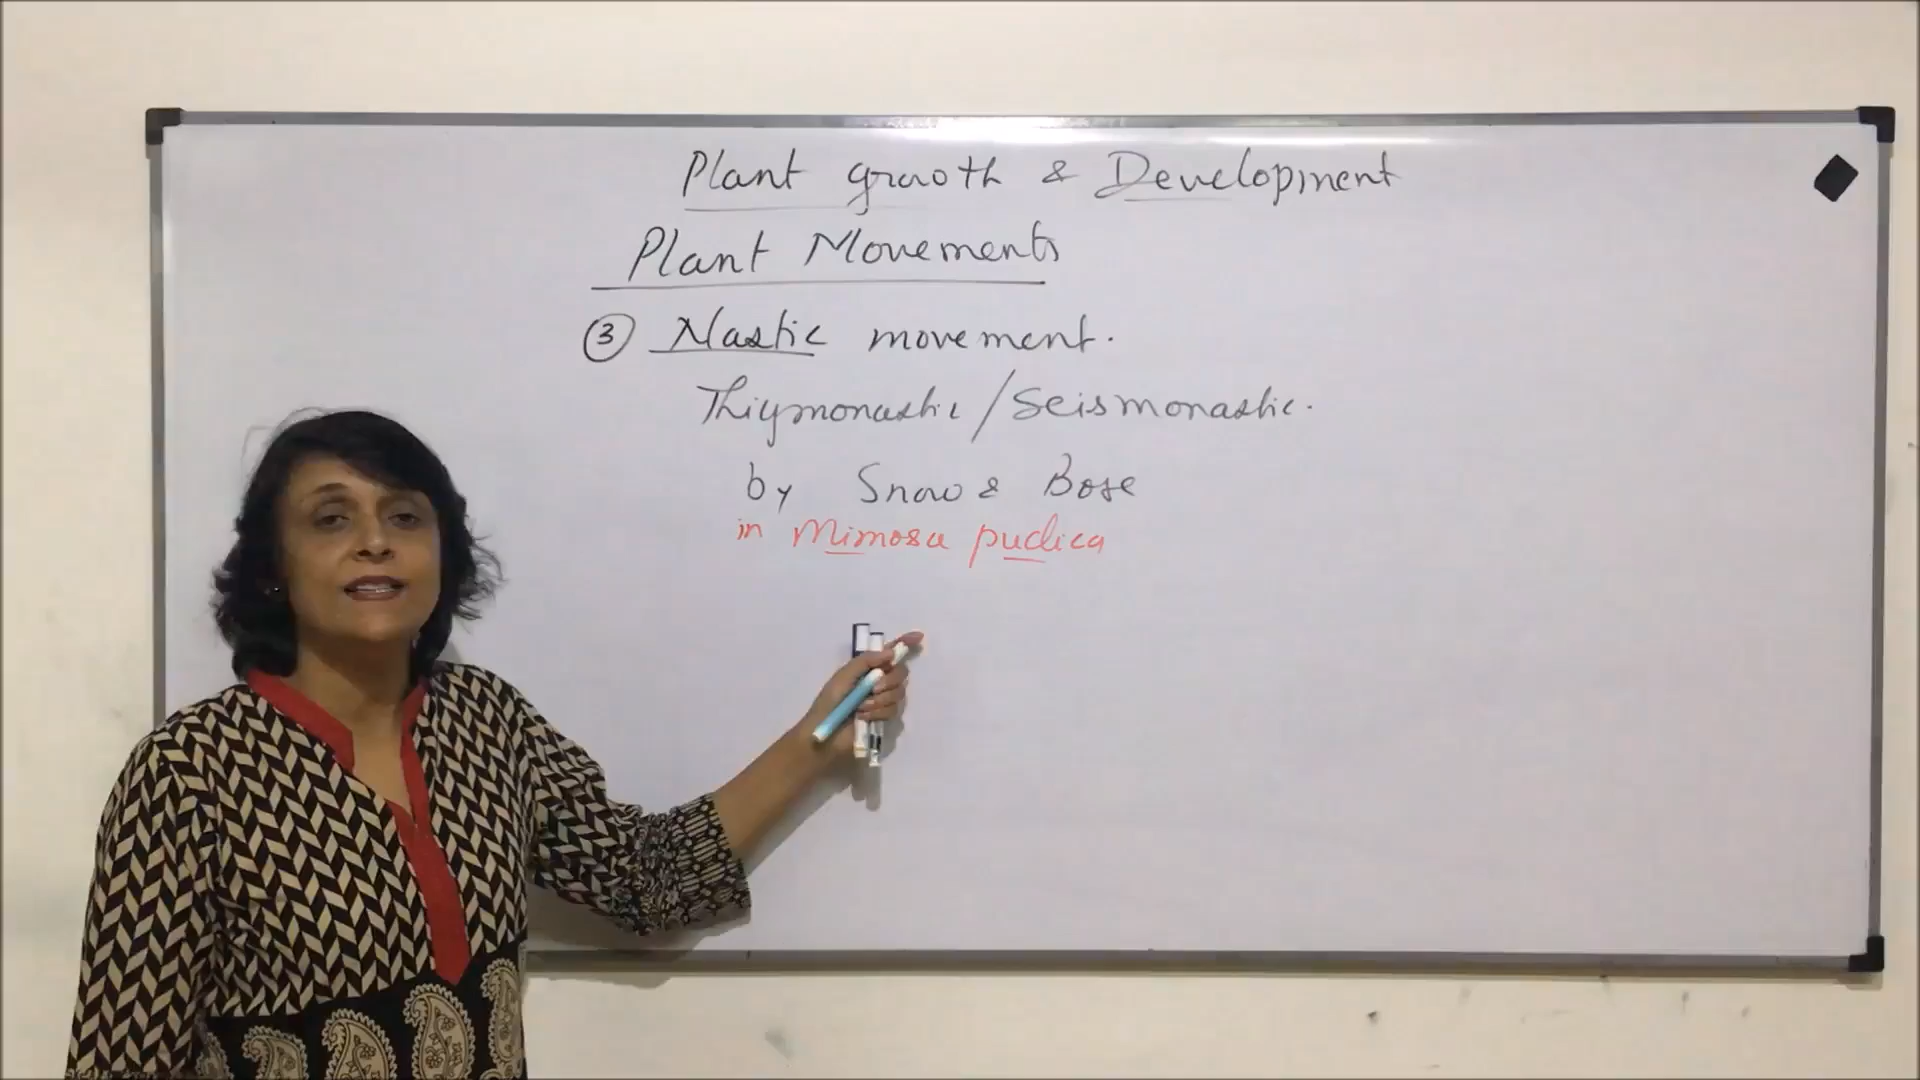 Plant growth & Development
Plant Movements
③ Nastic movement.
Thigmonastic / Seismonastic.
by Snow & Bose
in Mimosa pudica